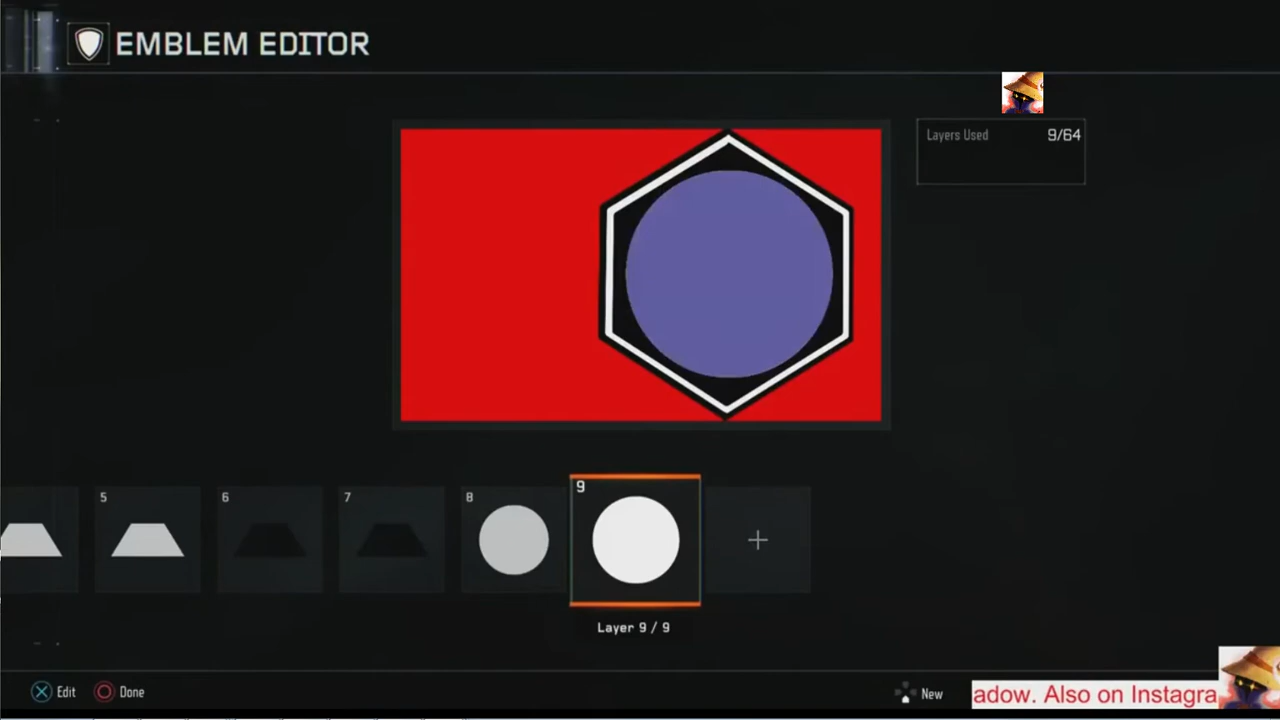 EMBLEM EDITOR
Layers Used 9/64
5 6 7 8 9
Layer 9 / 9
Edit Done New
adow. Also on Instagra